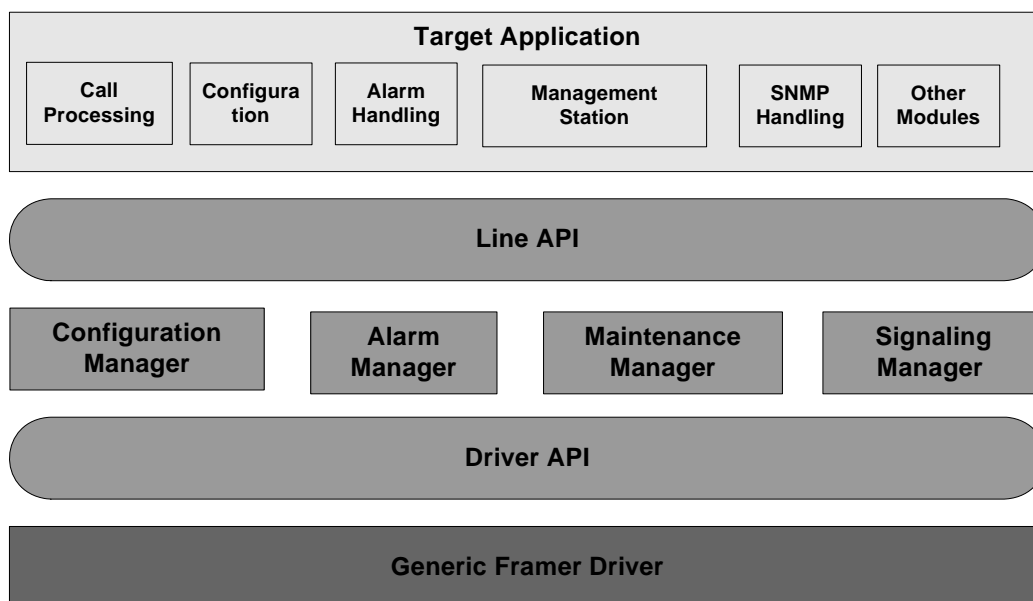 Target Application
Call
Processing
Configura
tion
Alarm
Handling
Management
Station
SNMP
Handling
Other
Modules
Line API
Configuration
Manager
Alarm
Manager
Maintenance
Manager
Signaling
Manager
Driver API
Generic Framer Driver